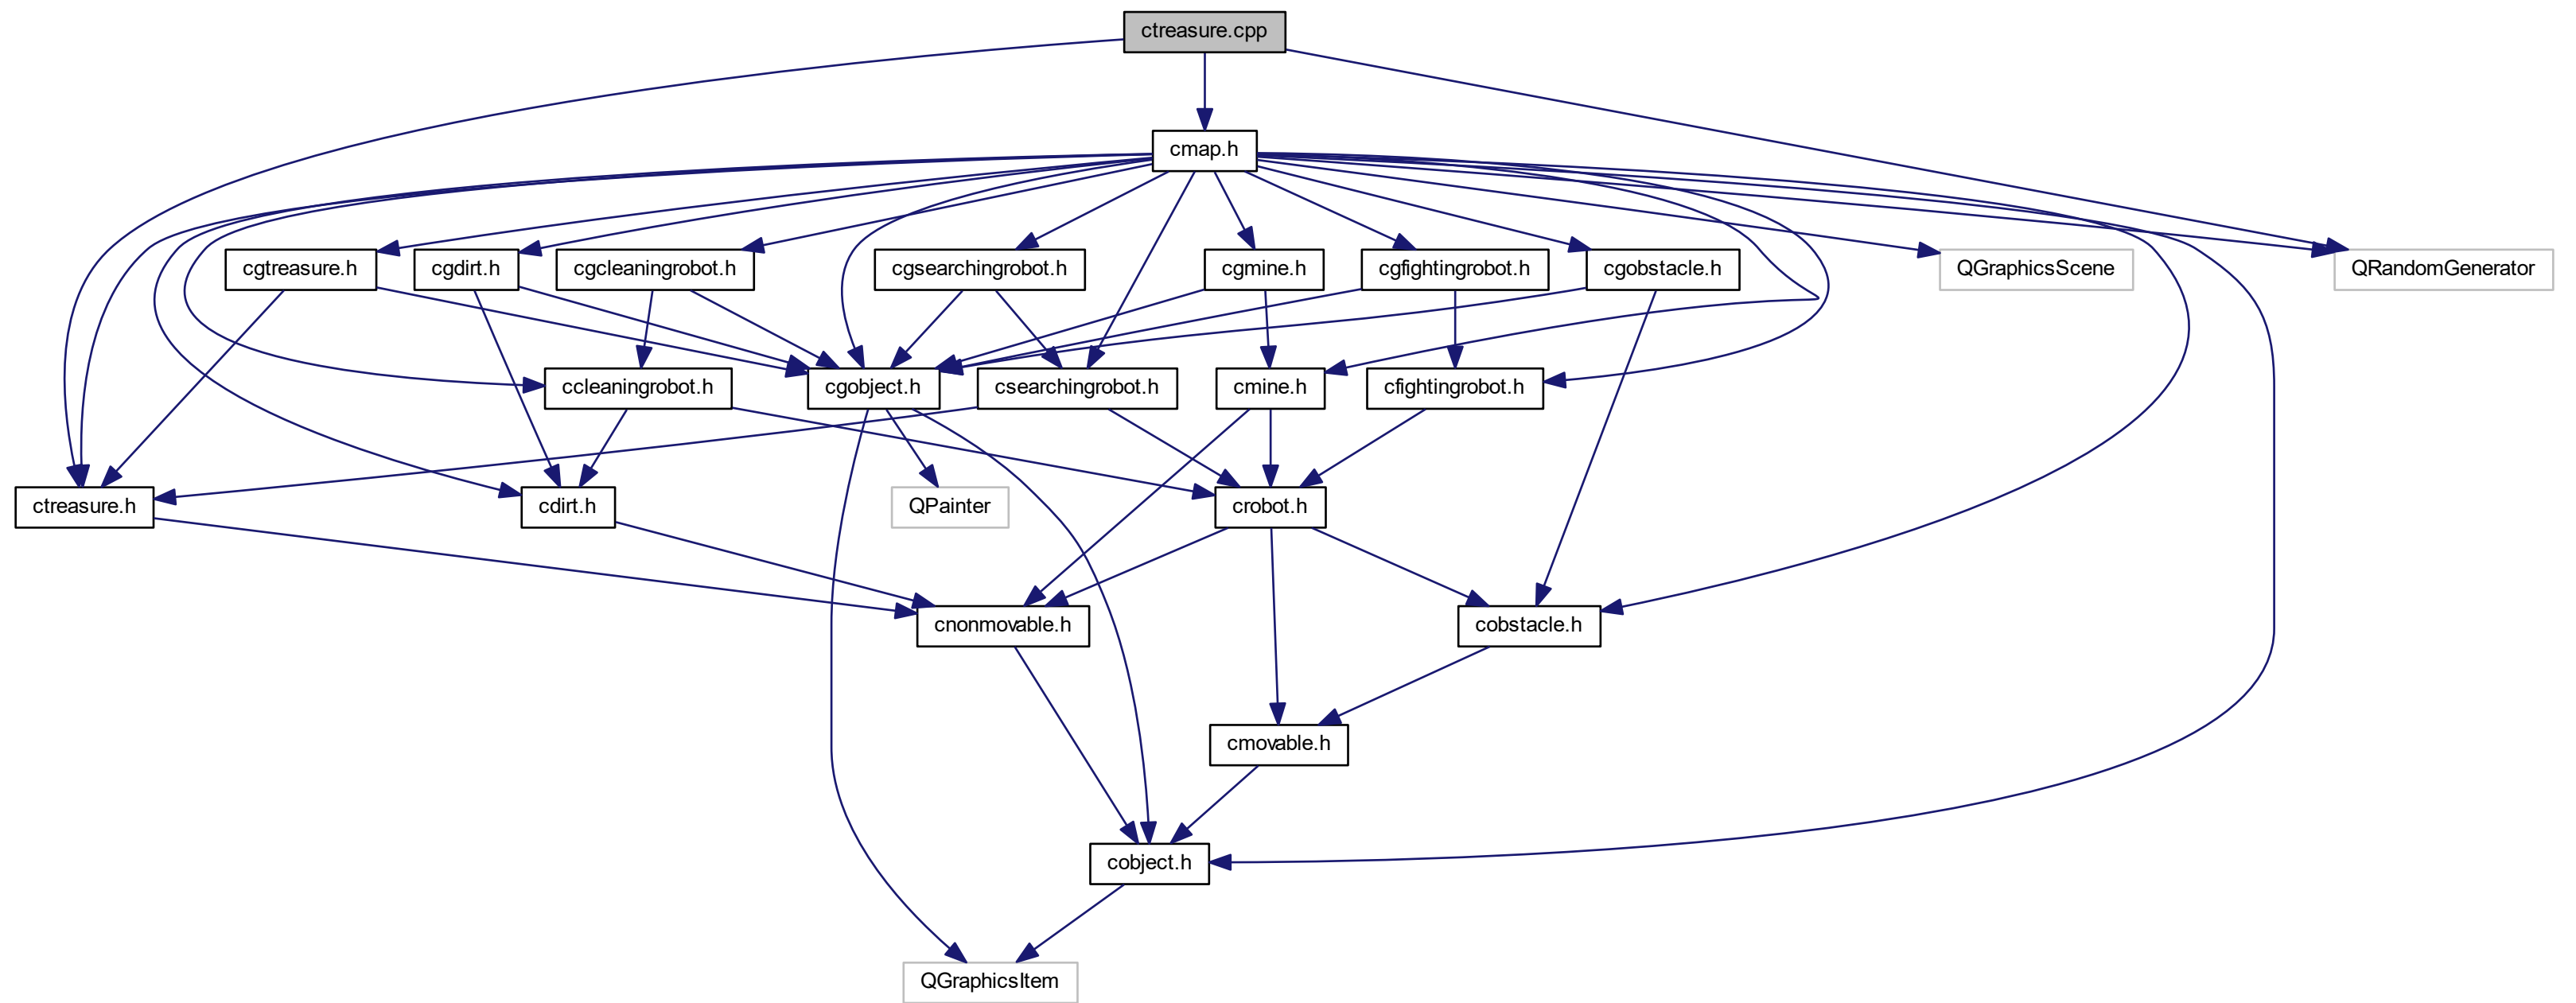 ctreasure.cpp
cmap.h
cgtreasure.h
cgdirt.h
cgcleaningrobot.h
cgsearchingrobot.h
cgmine.h
cgfightingrobot.h
cgobstacle.h
QGraphicsScene
QRandomGenerator
ccleaningrobot.h
cgobject.h
csearchingrobot.h
cmine.h
cfightingrobot.h
ctreasure.h
cdirt.h
QPainter
crobot.h
cnonmovable.h
cobstacle.h
cmovable.h
cobject.h
QGraphicsItem